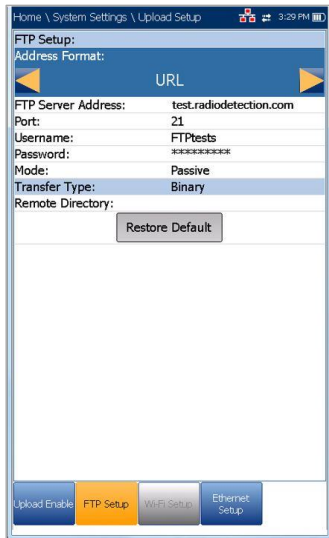 Home \ System Settings \ Upload Setup 3:29 PM
FTP Setup:
Address Format:
URL
FTP Server Address: test.radiodetection.com
Port: 21
Username: FTPtests
Password: *********
Mode: Passive
Transfer Type: Binary
Remote Directory:
Restore Default
Upload Enable FTP Setup Wi-Fi Setup Ethernet Setup